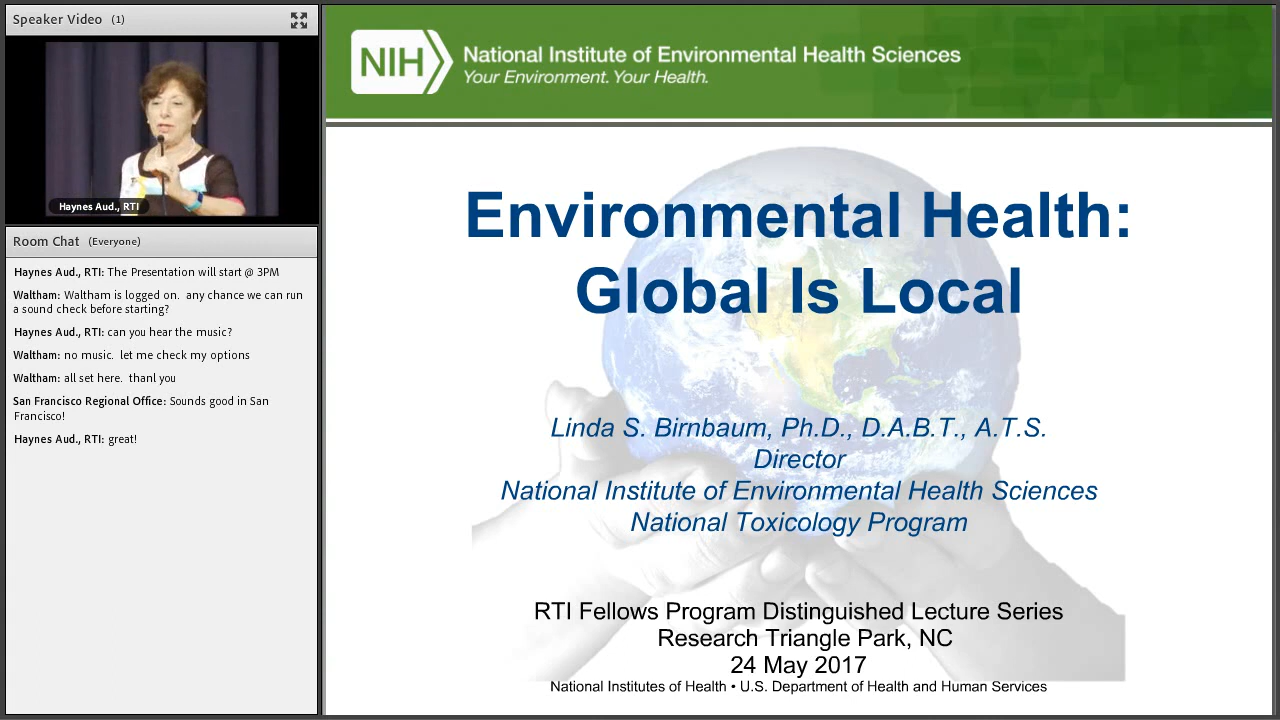 Speaker Video (1)
Haynes Aud., RTI
Room Chat (Everyone)
Haynes Aud., RTI: The Presentation will start @ 3PM
Waltham: Waltham is logged on. any chance we can run
a sound check before starting?
Haynes Aud., RTI: can you hear the music?
Waltham: no music. let me check my options
Waltham: all set here. thanl you
San Francisco Regional Office: Sounds good in San
Francisco!
Haynes Aud., RTI: great!
NIH
National Institute of Environmental Health Sciences
Your Environment. Your Health.
Environmental Health:
Global Is Local
Linda S. Birnbaum, Ph.D., D.A.B.T., A.T.S.
Director
National Institute of Environmental Health Sciences
National Toxicology Program
RTI Fellows Program Distinguished Lecture Series
Research Triangle Park, NC
24 May 2017
National Institutes of Health • U.S. Department of Health and Human Services